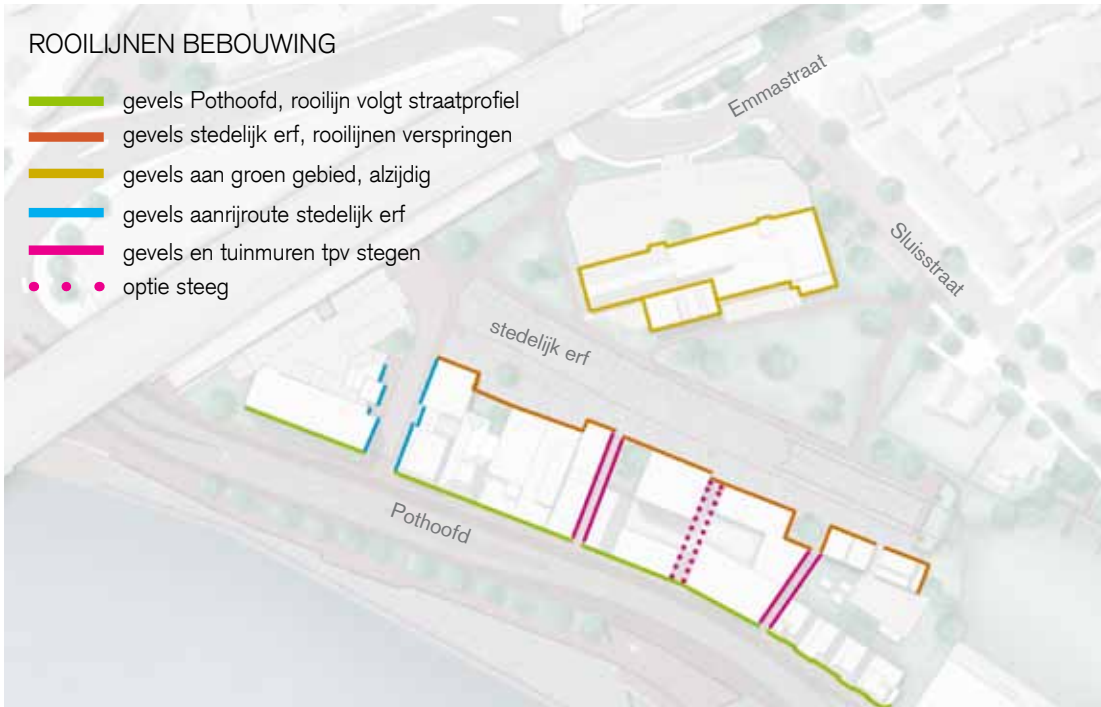 ROOILIJNEN BEBOUWING
gevels Pothoofd, rooilijn volgt straatprofiel
gevels stedelijk erf, rooilijnen verspringen
gevels aan groen gebied, alzijdig
gevels aanrijroute stedelijk erf
gevels en tuinmuren tpv stegen
optie steeg
Emmastraat
Sluisstraat
stedelijk erf
Pothoofd